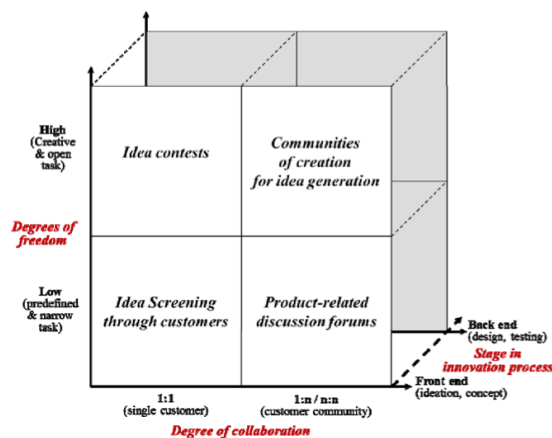 High
(Creative
& open
task)
Idea contests
Communities
of creation
for idea generation
Degrees of
freedom
Low
(predefined
& narrow
task)
Idea Screening
through customers
Product-related
discussion forums
Back end
(design, testing)
Stage in
innovation process
Front end
(ideation, concept)
1:1
(single customer)
1:n / n:n
(customer community)
Degree of collaboration